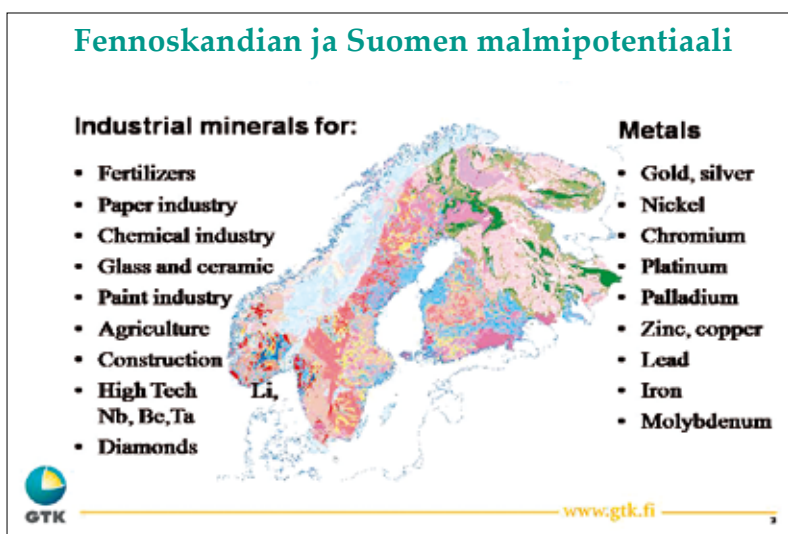 Fennoskandian ja Suomen malmipotentiaali
Industrial minerals for:
• Fertilizers
• Paper industry
• Chemical industry
• Glass and ceramic
• Paint industry
• Agriculture
• Construction
• High Tech Li,
Nb, Be,Ta
• Diamonds
Metals
• Gold, silver
• Nickel
• Chromium
• Platinum
• Palladium
• Zinc, copper
• Lead
• Iron
• Molybdenum
GTK
www.gtk.fi